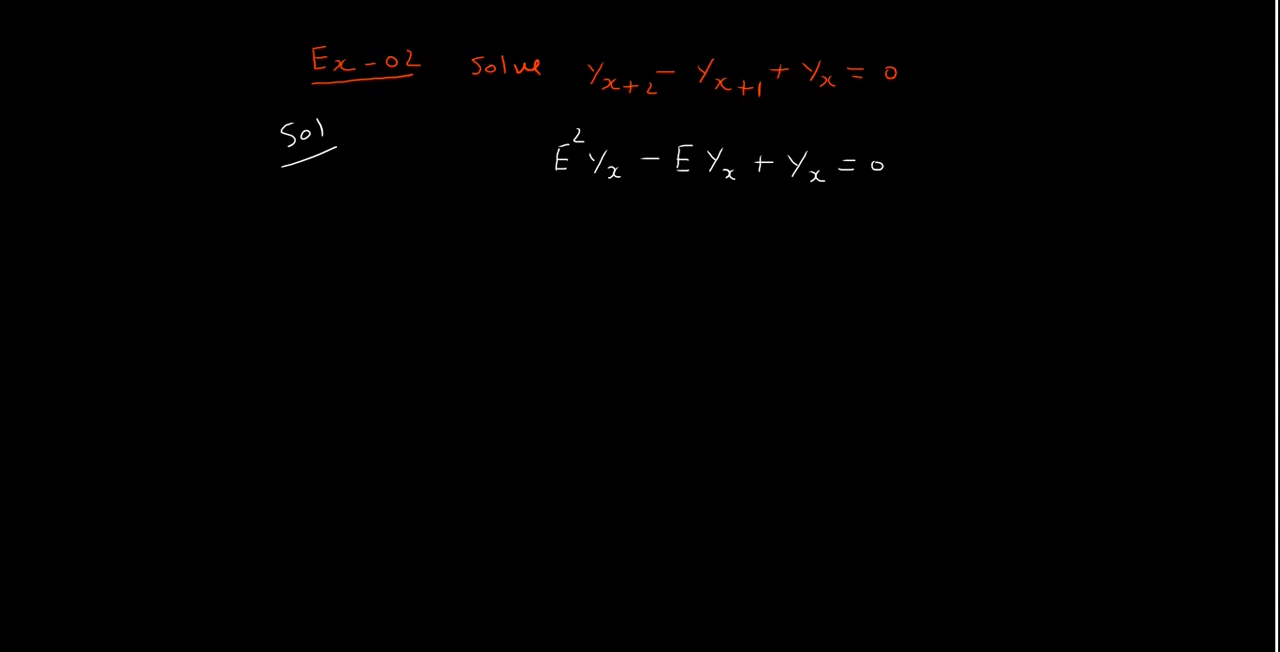 Ex - 02 Solve y_{x+2} - y_{x+1} + y_x = 0
Sol
E^2 y_x - E y_x + y_x = 0